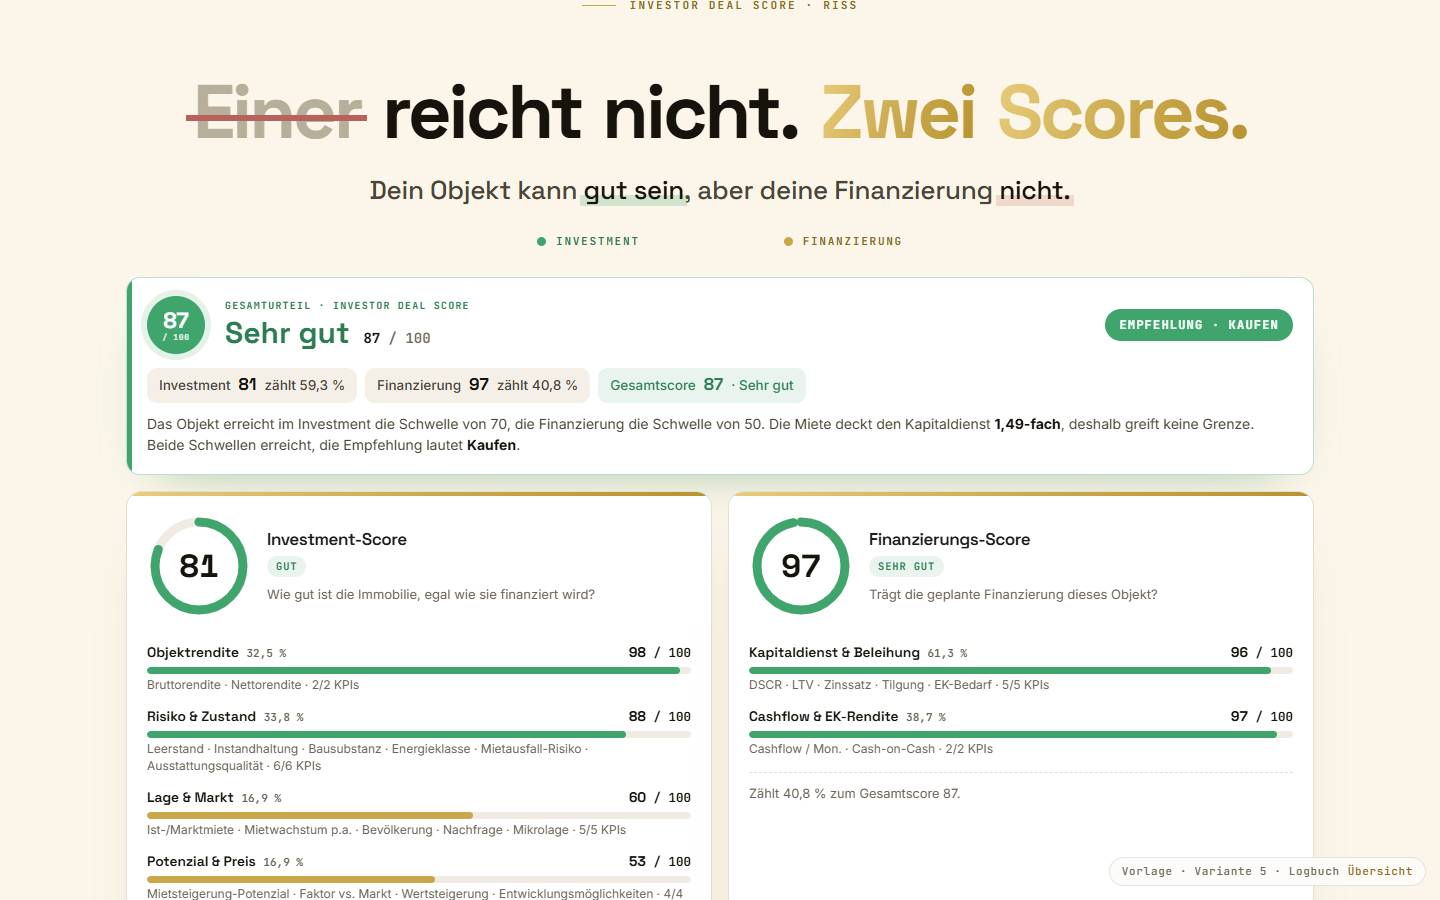 INVESTOR DEAL SCORE · RISS
Einer reicht nicht. Zwei Scores.
Dein Objekt kann gut sein, aber deine Finanzierung nicht.
INVESTMENT
FINANZIERUNG
87
/ 100
GESAMTURTEIL · INVESTOR DEAL SCORE
Sehr gut 87 / 100
EMPFEHLUNG · KAUFEN
Investment 81 zählt 59,3 %
Finanzierung 97 zählt 40,8 %
Gesamtscore 87 · Sehr gut
Das Objekt erreicht im Investment die Schwelle von 70, die Finanzierung die Schwelle von 50. Die Miete deckt den Kapitaldienst 1,49-fach, deshalb greift keine Grenze.
Beide Schwellen erreicht, die Empfehlung lautet Kaufen.
81
Investment-Score
GUT
Wie gut ist die Immobilie, egal wie sie finanziert wird?
Objektrendite 32,5 % 98 / 100
Bruttorendite · Nettorendite · 2/2 KPIs
Risiko & Zustand 33,8 % 88 / 100
Leerstand · Instandhaltung · Bausubstanz · Energieklasse · Mietausfall-Risiko ·
Ausstattungsqualität · 6/6 KPIs
Lage & Markt 16,9 % 60 / 100
Ist-/Marktmiete · Mietwachstum p.a. · Bevölkerung · Nachfrage · Mikrolage · 5/5 KPIs
Potenzial & Preis 16,9 % 53 / 100
Mietsteigerung-Potenzial · Faktor vs. Markt · Wertsteigerung · Entwicklungsmöglichkeiten · 4/4
97
Finanzierungs-Score
SEHR GUT
Trägt die geplante Finanzierung dieses Objekt?
Kapitaldienst & Beleihung 61,3 % 96 / 100
DSCR · LTV · Zinssatz · Tilgung · EK-Bedarf · 5/5 KPIs
Cashflow & EK-Rendite 38,7 % 97 / 100
Cashflow / Mon. · Cash-on-Cash · 2/2 KPIs
Zählt 40,8 % zum Gesamtscore 87.
Vorlage · Variante 5 · Logbuch Übersicht